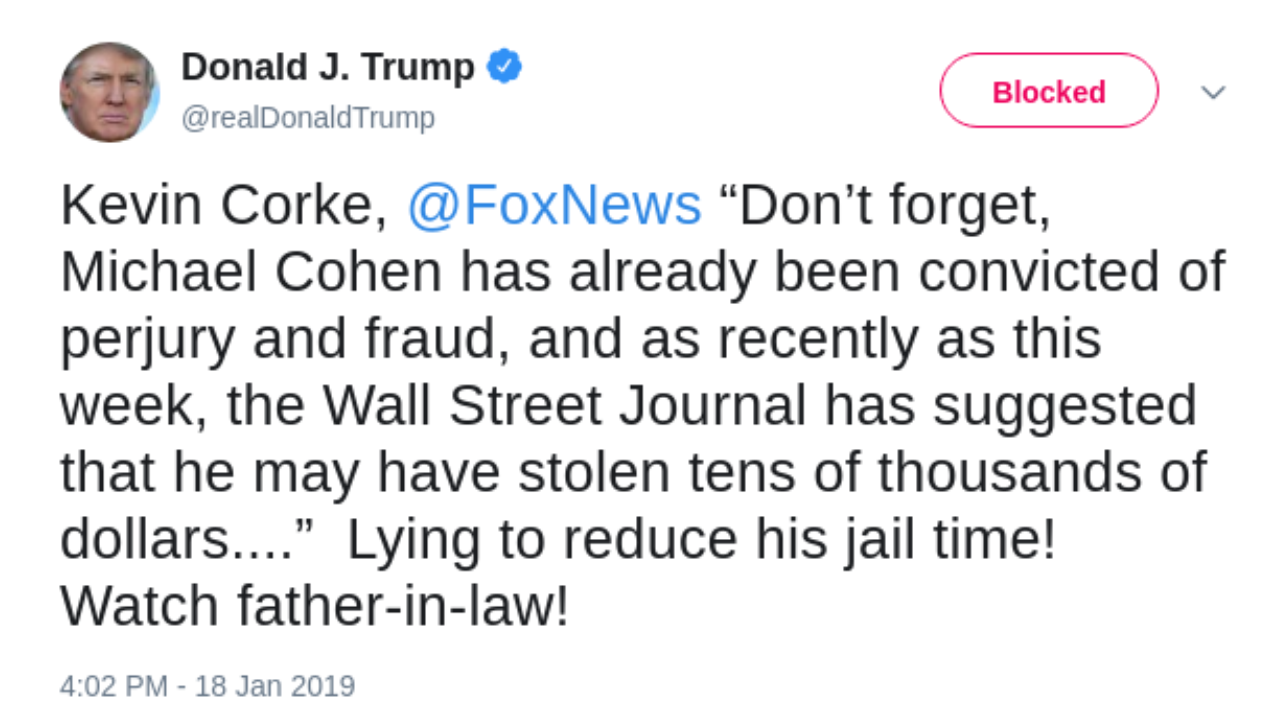 Donald J. Trump
@realDonaldTrump
Blocked
Kevin Corke, @FoxNews “Don’t forget,
Michael Cohen has already been convicted of
perjury and fraud, and as recently as this
week, the Wall Street Journal has suggested
that he may have stolen tens of thousands of
dollars....”  Lying to reduce his jail time!
Watch father-in-law!
4:02 PM - 18 Jan 2019